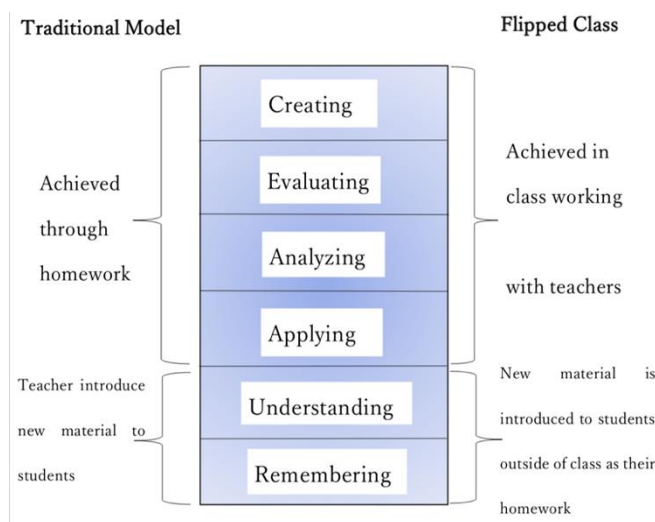 Traditional Model
Flipped Class
Creating
Evaluating
Analyzing
Applying
Understanding
Remembering
Achieved
through
homework
Teacher introduce
new material to
students
Achieved in
class working
with teachers
New material is
introduced to students
outside of class as their
homework